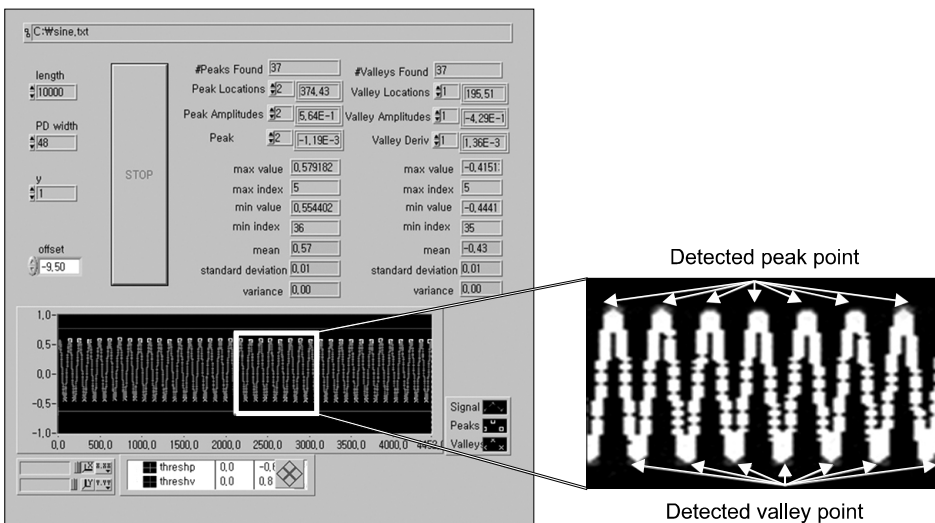 C:₩sine,txt
length
10000
PD width
48
y
1
offset
-9,50
STOP
#Peaks Found 37
Peak Locations 2 374,43
Peak Amplitudes 2 5,64E-1
Peak 2 -1,19E-3
max value 0,579182
max index 5
min value 0,554402
min index 36
mean 0,57
standard deviation 0,01
variance 0,00
#Valleys Found 37
Valley Locations 1 195,51
Valley Amplitudes 1 -4,29E-1
Valley Deriv 1 1,36E-3
max value -0,4151
max index 5
min value -0,4441
min index 35
mean -0,43
standard deviation 0,01
variance 0,00
1,0
0,5
0,0
-0,5
-1,0
0,0 500,0 1000,0 1500,0 2000,0 2500,0 3000,0 3500,0 4000,0
Signal
Peaks
Valleys
threshp 0,0
threshv 0,0 0,8
Detected peak point
Detected valley point